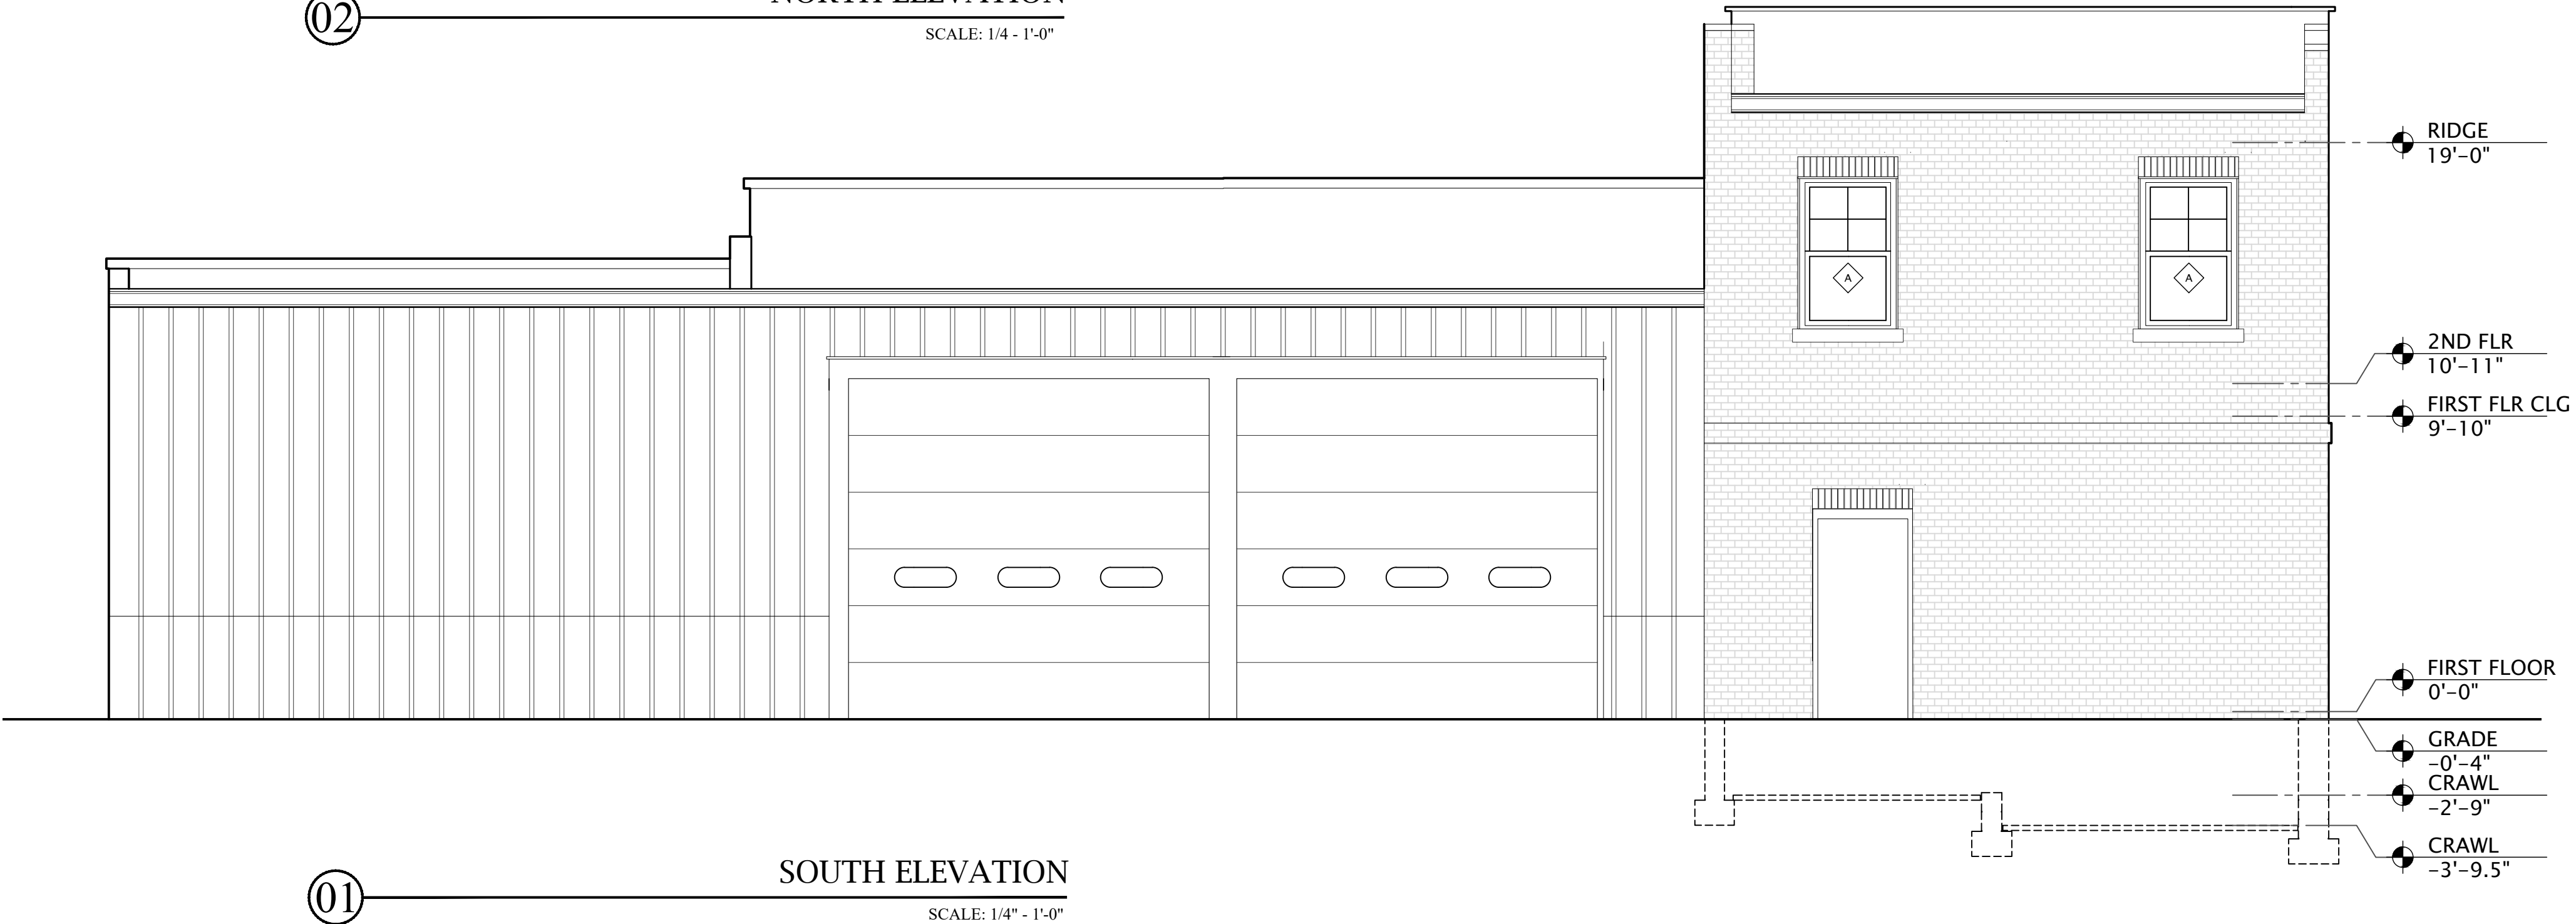 NORTH ELEVATION
02
SCALE: 1/4 - 1'-0"
RIDGE
19'-0"
A
A
2ND FLR
10'-11"
FIRST FLR CLG
9'-10"
FIRST FLOOR
0'-0"
GRADE
-0'-4"
CRAWL
-2'-9"
CRAWL
-3'-9.5"
SOUTH ELEVATION
01
SCALE: 1/4" - 1'-0"